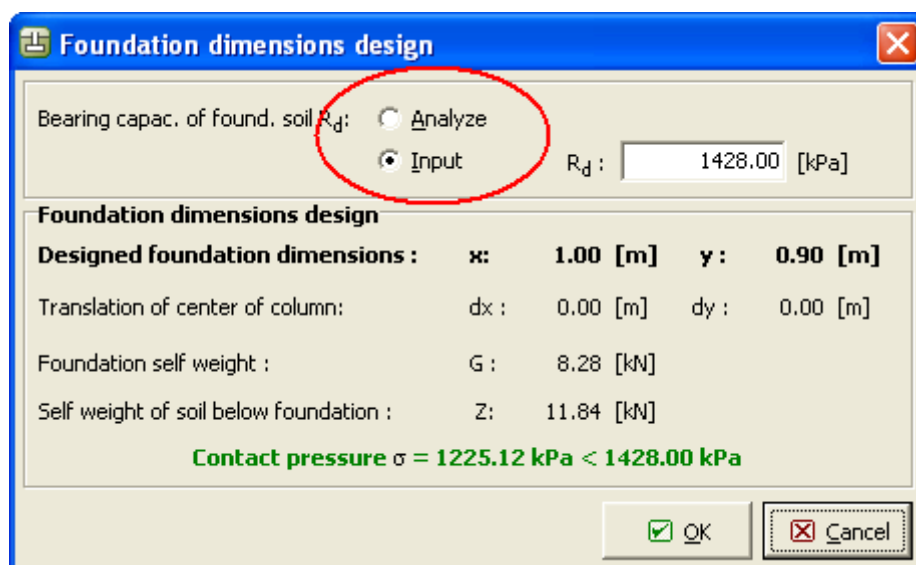 Foundation dimensions design
Bearing capac. of found. soil Rd: Analyze
Input Rd : 1428.00 [kPa]
Foundation dimensions design
Designed foundation dimensions : x: 1.00 [m] y : 0.90 [m]
Translation of center of column: dx : 0.00 [m] dy : 0.00 [m]
Foundation self weight : G : 8.28 [kN]
Self weight of soil below foundation : Z: 11.84 [kN]
Contact pressure σ = 1225.12 kPa < 1428.00 kPa
OK Cancel